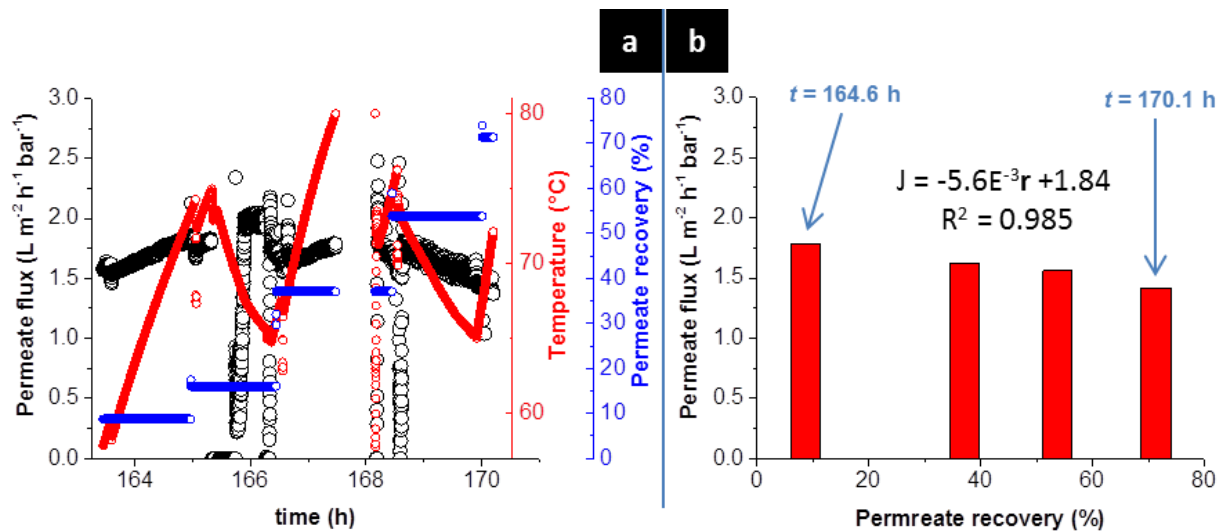 a b
3.0
2.5
2.0
1.5
1.0
0.5
0.0
Permeate flux (L m-2 h-1 bar-1)
164 166 168 170
time (h)
80
70
60
Temperature (°C)
80
70
60
50
40
30
20
10
0
Permeate recovery (%)
3.0
2.5
2.0
1.5
1.0
0.5
0.0
Permeate flux (L m-2 h-1 bar-1)
t = 164.6 h
t = 170.1 h
J = -5.6E-3r +1.84
R2 = 0.985
0 20 40 60 80
Permreate recovery (%)